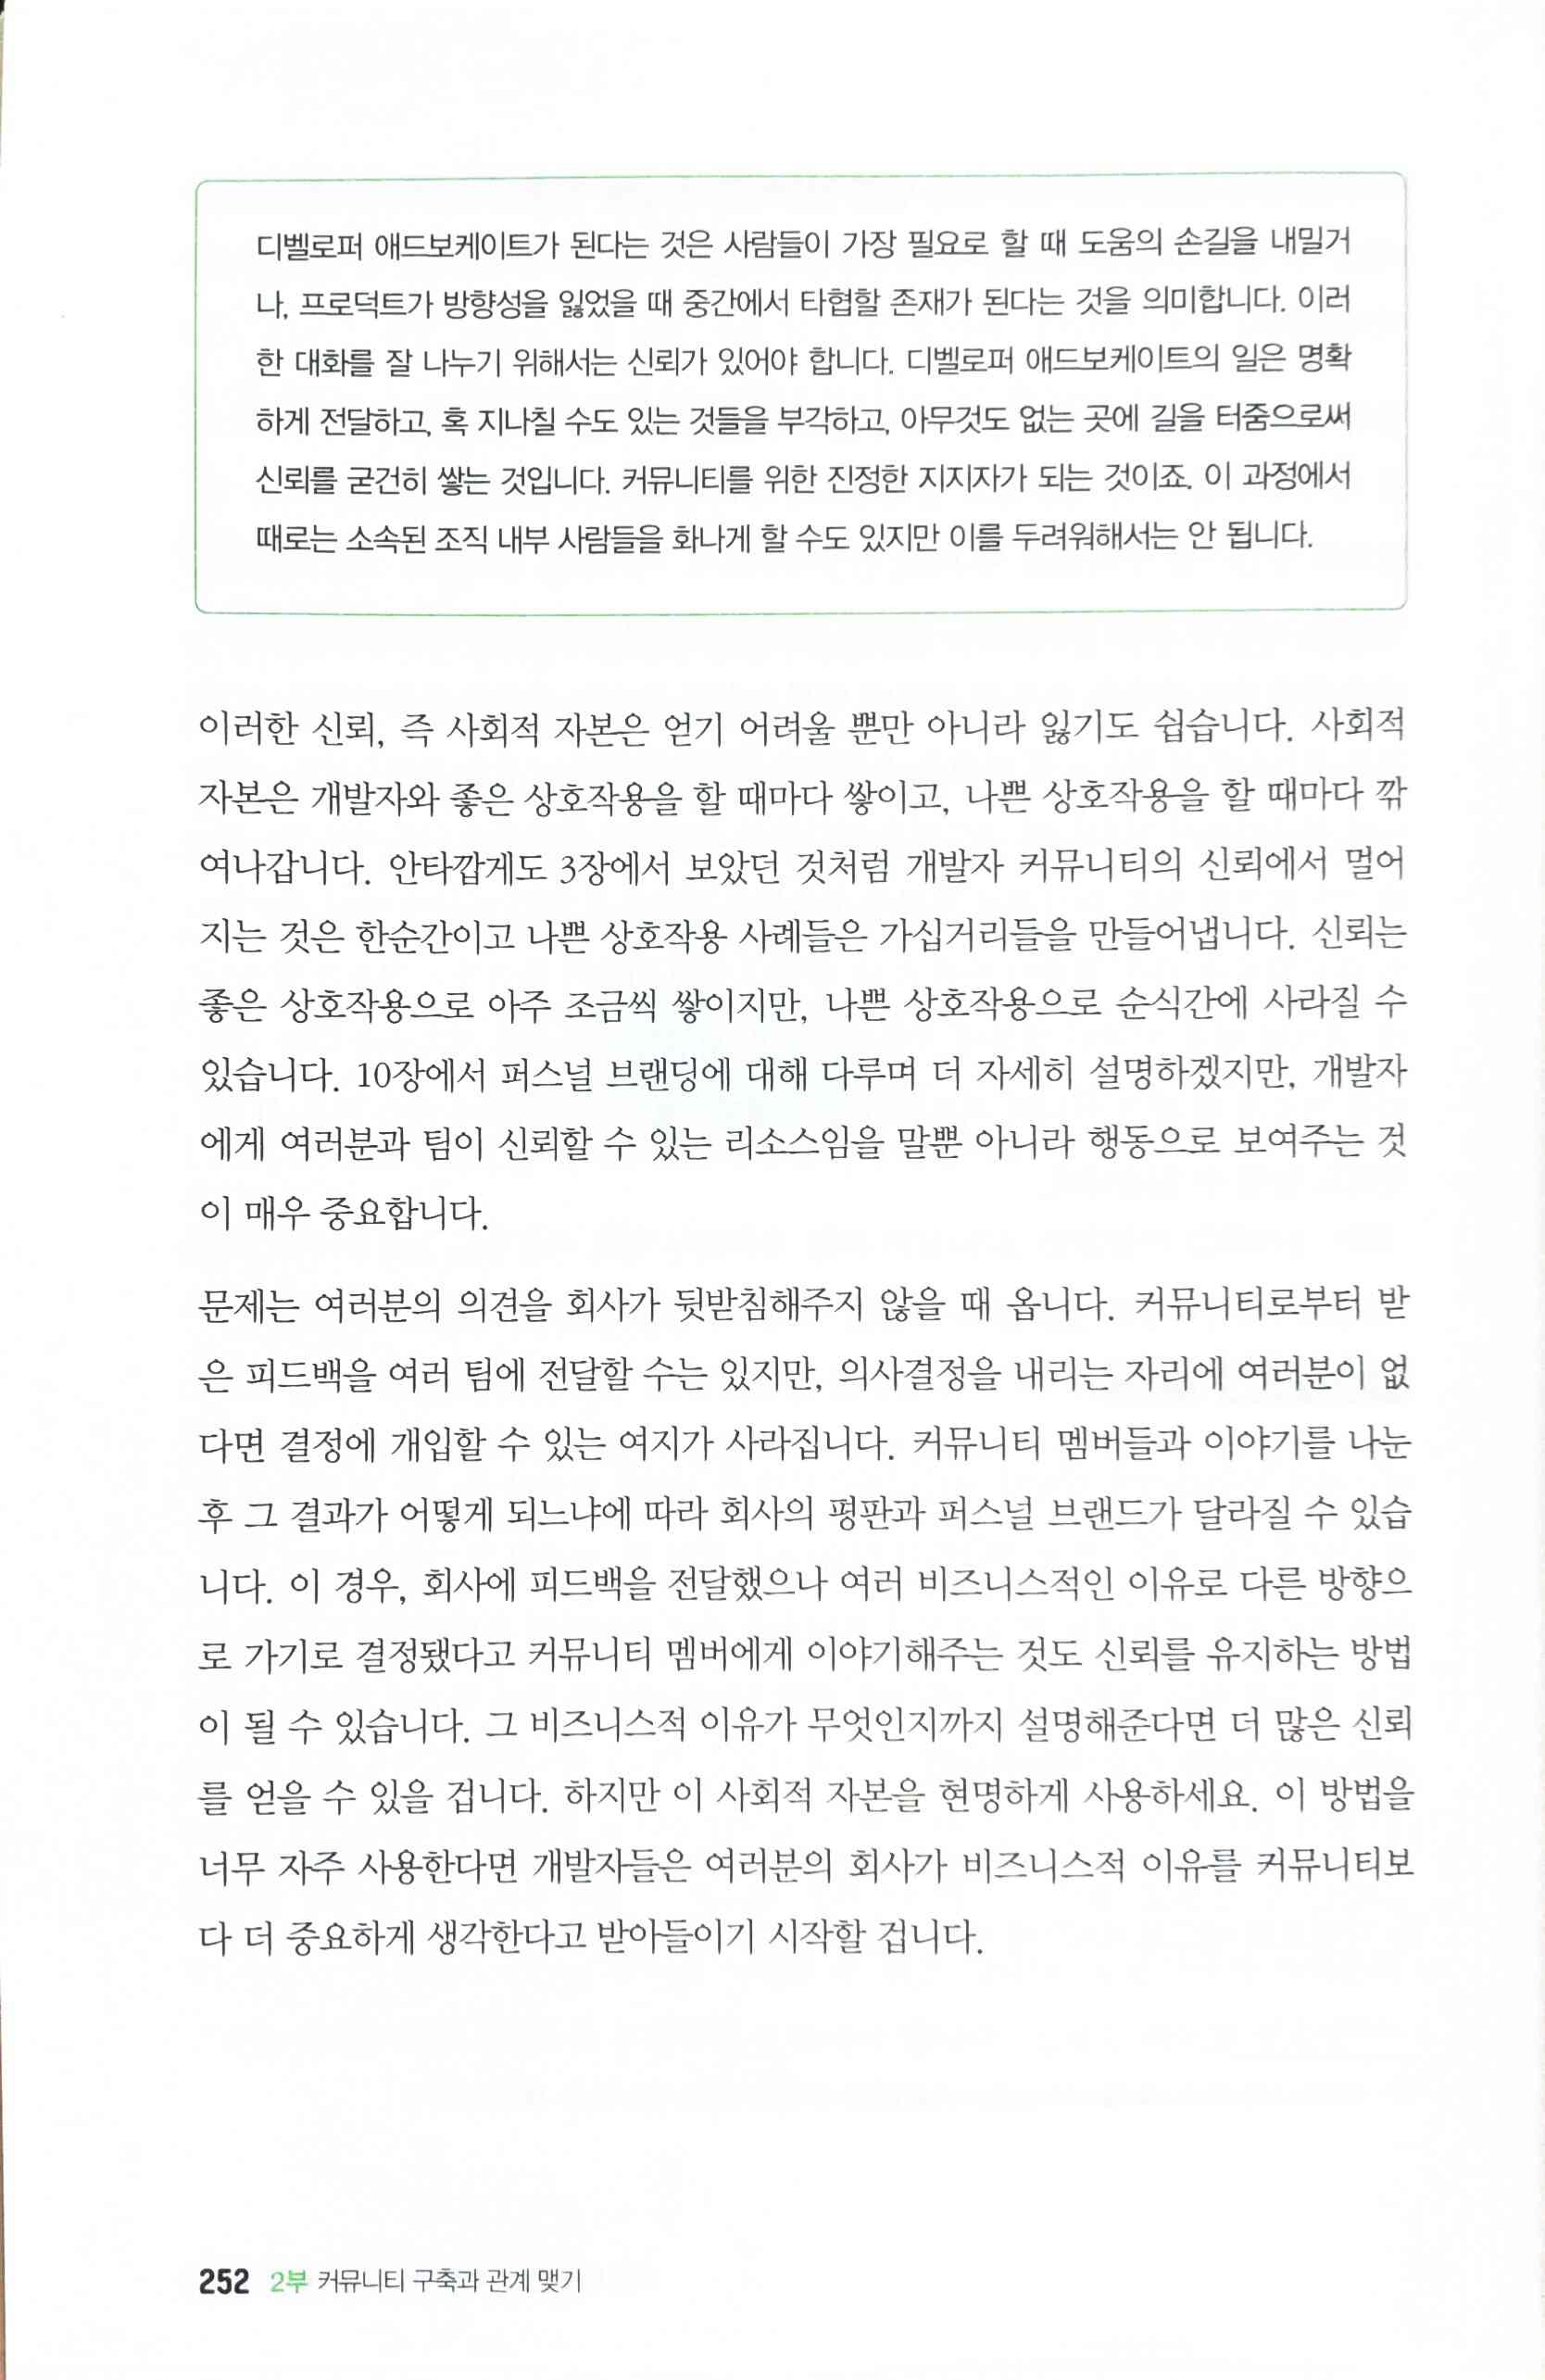 디벨로퍼 애드보케이트가 된다는 것은 사람들이 가장 필요로 할 때 도움의 손길을 내밀거
나, 프로덕트가 방향성을 잃었을 때 중간에서 타협할 존재가 된다는 것을 의미합니다. 이러
한 대화를 잘 나누기 위해서는 신뢰가 있어야 합니다. 디벨로퍼 애드보케이트의 일은 명확
하게 전달하고, 혹 지나칠 수도 있는 것들을 부각하고, 아무것도 없는 곳에 길을 터줌으로써
신뢰를 굳건히 쌓는 것입니다. 커뮤니티를 위한 진정한 지지자가 되는 것이죠. 이 과정에서
때로는 소속된 조직 내부 사람들을 화나게 할 수도 있지만 이를 두려워해서는 안 됩니다.
이러한 신뢰, 즉 사회적 자본은 얻기 어려울 뿐만 아니라 잃기도 쉽습니다. 사회적
자본은 개발자와 좋은 상호작용을 할 때마다 쌓이고, 나쁜 상호작용을 할 때마다 깎
여나갑니다. 안타깝게도 3장에서 보았던 것처럼 개발자 커뮤니티의 신뢰에서 멀어
지는 것은 한순간이고 나쁜 상호작용 사례들은 가십거리들을 만들어냅니다. 신뢰는
좋은 상호작용으로 아주 조금씩 쌓이지만, 나쁜 상호작용으로 순식간에 사라질 수
있습니다. 10장에서 퍼스널 브랜딩에 대해 다루며 더 자세히 설명하겠지만, 개발자
에게 여러분과 팀이 신뢰할 수 있는 리소스임을 말뿐 아니라 행동으로 보여주는 것
이 매우 중요합니다.
문제는 여러분의 의견을 회사가 뒷받침해주지 않을 때 옵니다. 커뮤니티로부터 받
은 피드백을 여러 팀에 전달할 수는 있지만, 의사결정을 내리는 자리에 여러분이 없
다면 결정에 개입할 수 있는 여지가 사라집니다. 커뮤니티 멤버들과 이야기를 나눈
후 그 결과가 어떻게 되느냐에 따라 회사의 평판과 퍼스널 브랜드가 달라질 수 있습
니다. 이 경우, 회사에 피드백을 전달했으나 여러 비즈니스적인 이유로 다른 방향으
로 가기로 결정됐다고 커뮤니티 멤버에게 이야기해주는 것도 신뢰를 유지하는 방법
이 될 수 있습니다. 그 비즈니스적 이유가 무엇인지까지 설명해준다면 더 많은 신뢰
를 얻을 수 있을 겁니다. 하지만 이 사회적 자본을 현명하게 사용하세요. 이 방법을
너무 자주 사용한다면 개발자들은 여러분의 회사가 비즈니스적 이유를 커뮤니티보
다 더 중요하게 생각한다고 받아들이기 시작할 겁니다.
252 2부 커뮤니티 구축과 관계 맺기